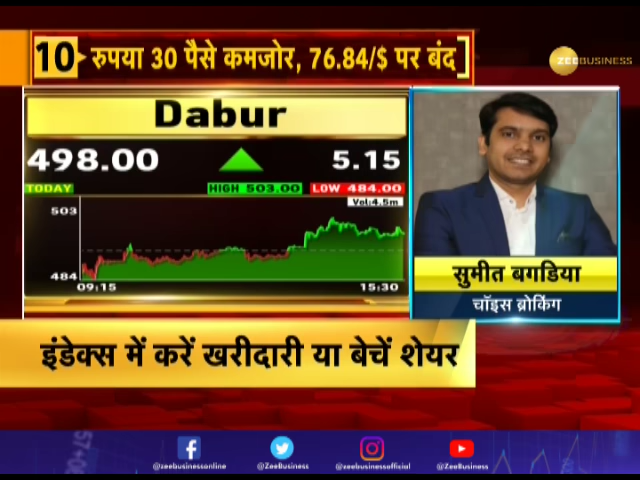 10 रुपया 30 पैसे कमजोर, 76.84/$ पर बंद
ZEEBUSINESS
Dabur
498.00 5.15
TODAY HIGH 503.00 LOW 484.00
Vol:4.5m
503
484
09:15 15:30
सुमीत बगडिया
चॉइस ब्रोकिंग
इंडेक्स में करें खरीदारी या बेचें शेयर
@zeebusinessonline @ZeeBusiness @zeebusinessofficial @ZeeBusiness